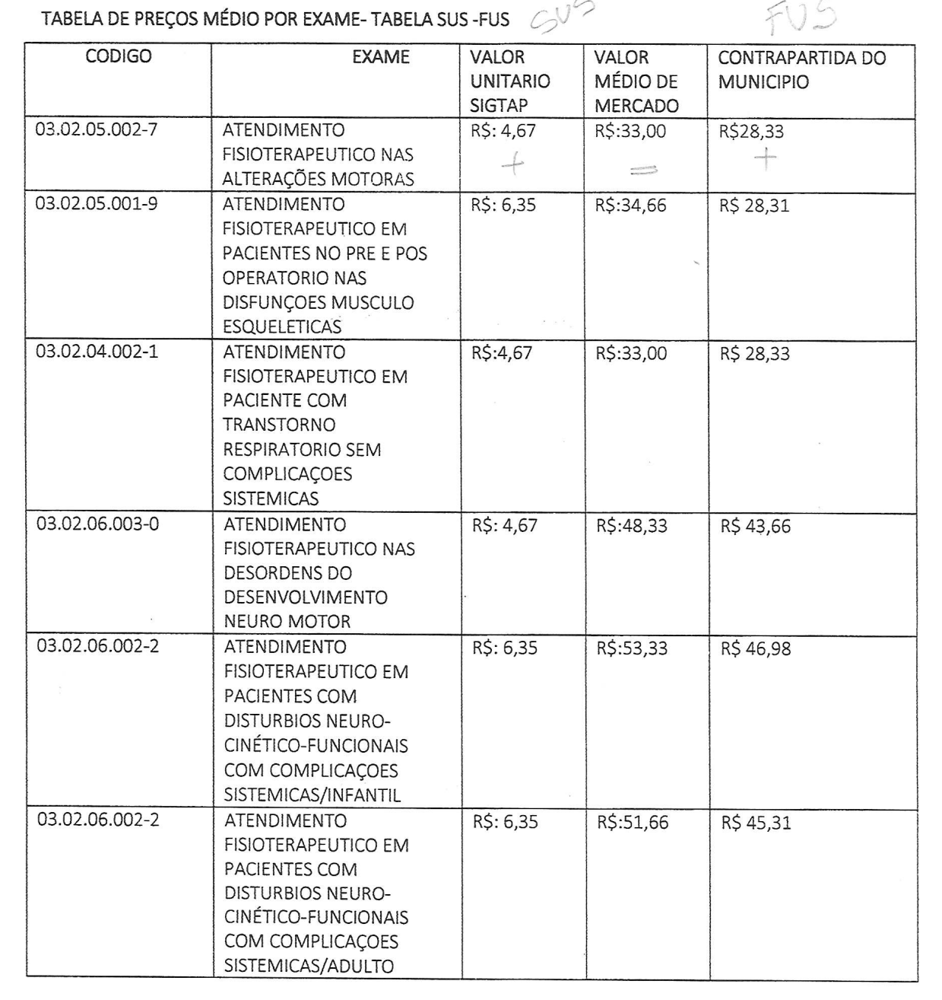 TABELA DE PREÇOS MÉDIO POR EXAME- TABELA SUS -FUS SUS FUS
CODIGO EXAME VALOR UNITARIO SIGTAP VALOR MÉDIO DE MERCADO CONTRAPARTIDA DO MUNICIPIO
03.02.05.002-7 ATENDIMENTO R$: 4,67 R$:33,00 R$28,33
FISIOTERAPEUTICO NAS + = +
ALTERAÇÕES MOTORAS
03.02.05.001-9 ATENDIMENTO R$: 6,35 R$:34,66 R$ 28,31
FISIOTERAPEUTICO EM
PACIENTES NO PRE E POS
OPERATORIO NAS
DISFUNÇOES MUSCULO
ESQUELETICAS
03.02.04.002-1 ATENDIMENTO R$:4,67 R$:33,00 R$ 28,33
FISIOTERAPEUTICO EM
PACIENTE COM
TRANSTORNO
RESPIRATORIO SEM
COMPLICAÇOES
SISTEMICAS
03.02.06.003-0 ATENDIMENTO R$: 4,67 R$:48,33 R$ 43,66
FISIOTERAPEUTICO NAS
DESORDENS DO
DESENVOLVIMENTO
NEURO MOTOR
03.02.06.002-2 ATENDIMENTO R$: 6,35 R$:53,33 R$ 46,98
FISIOTERAPEUTICO EM
PACIENTES COM
DISTURBIOS NEURO-
CINÉTICO-FUNCIONAIS
COM COMPLICAÇOES
SISTEMICAS/INFANTIL
03.02.06.002-2 ATENDIMENTO R$: 6,35 R$:51,66 R$ 45,31
FISIOTERAPEUTICO EM
PACIENTES COM
DISTURBIOS NEURO-
CINÉTICO-FUNCIONAIS
COM COMPLICAÇOES
SISTEMICAS/ADULTO